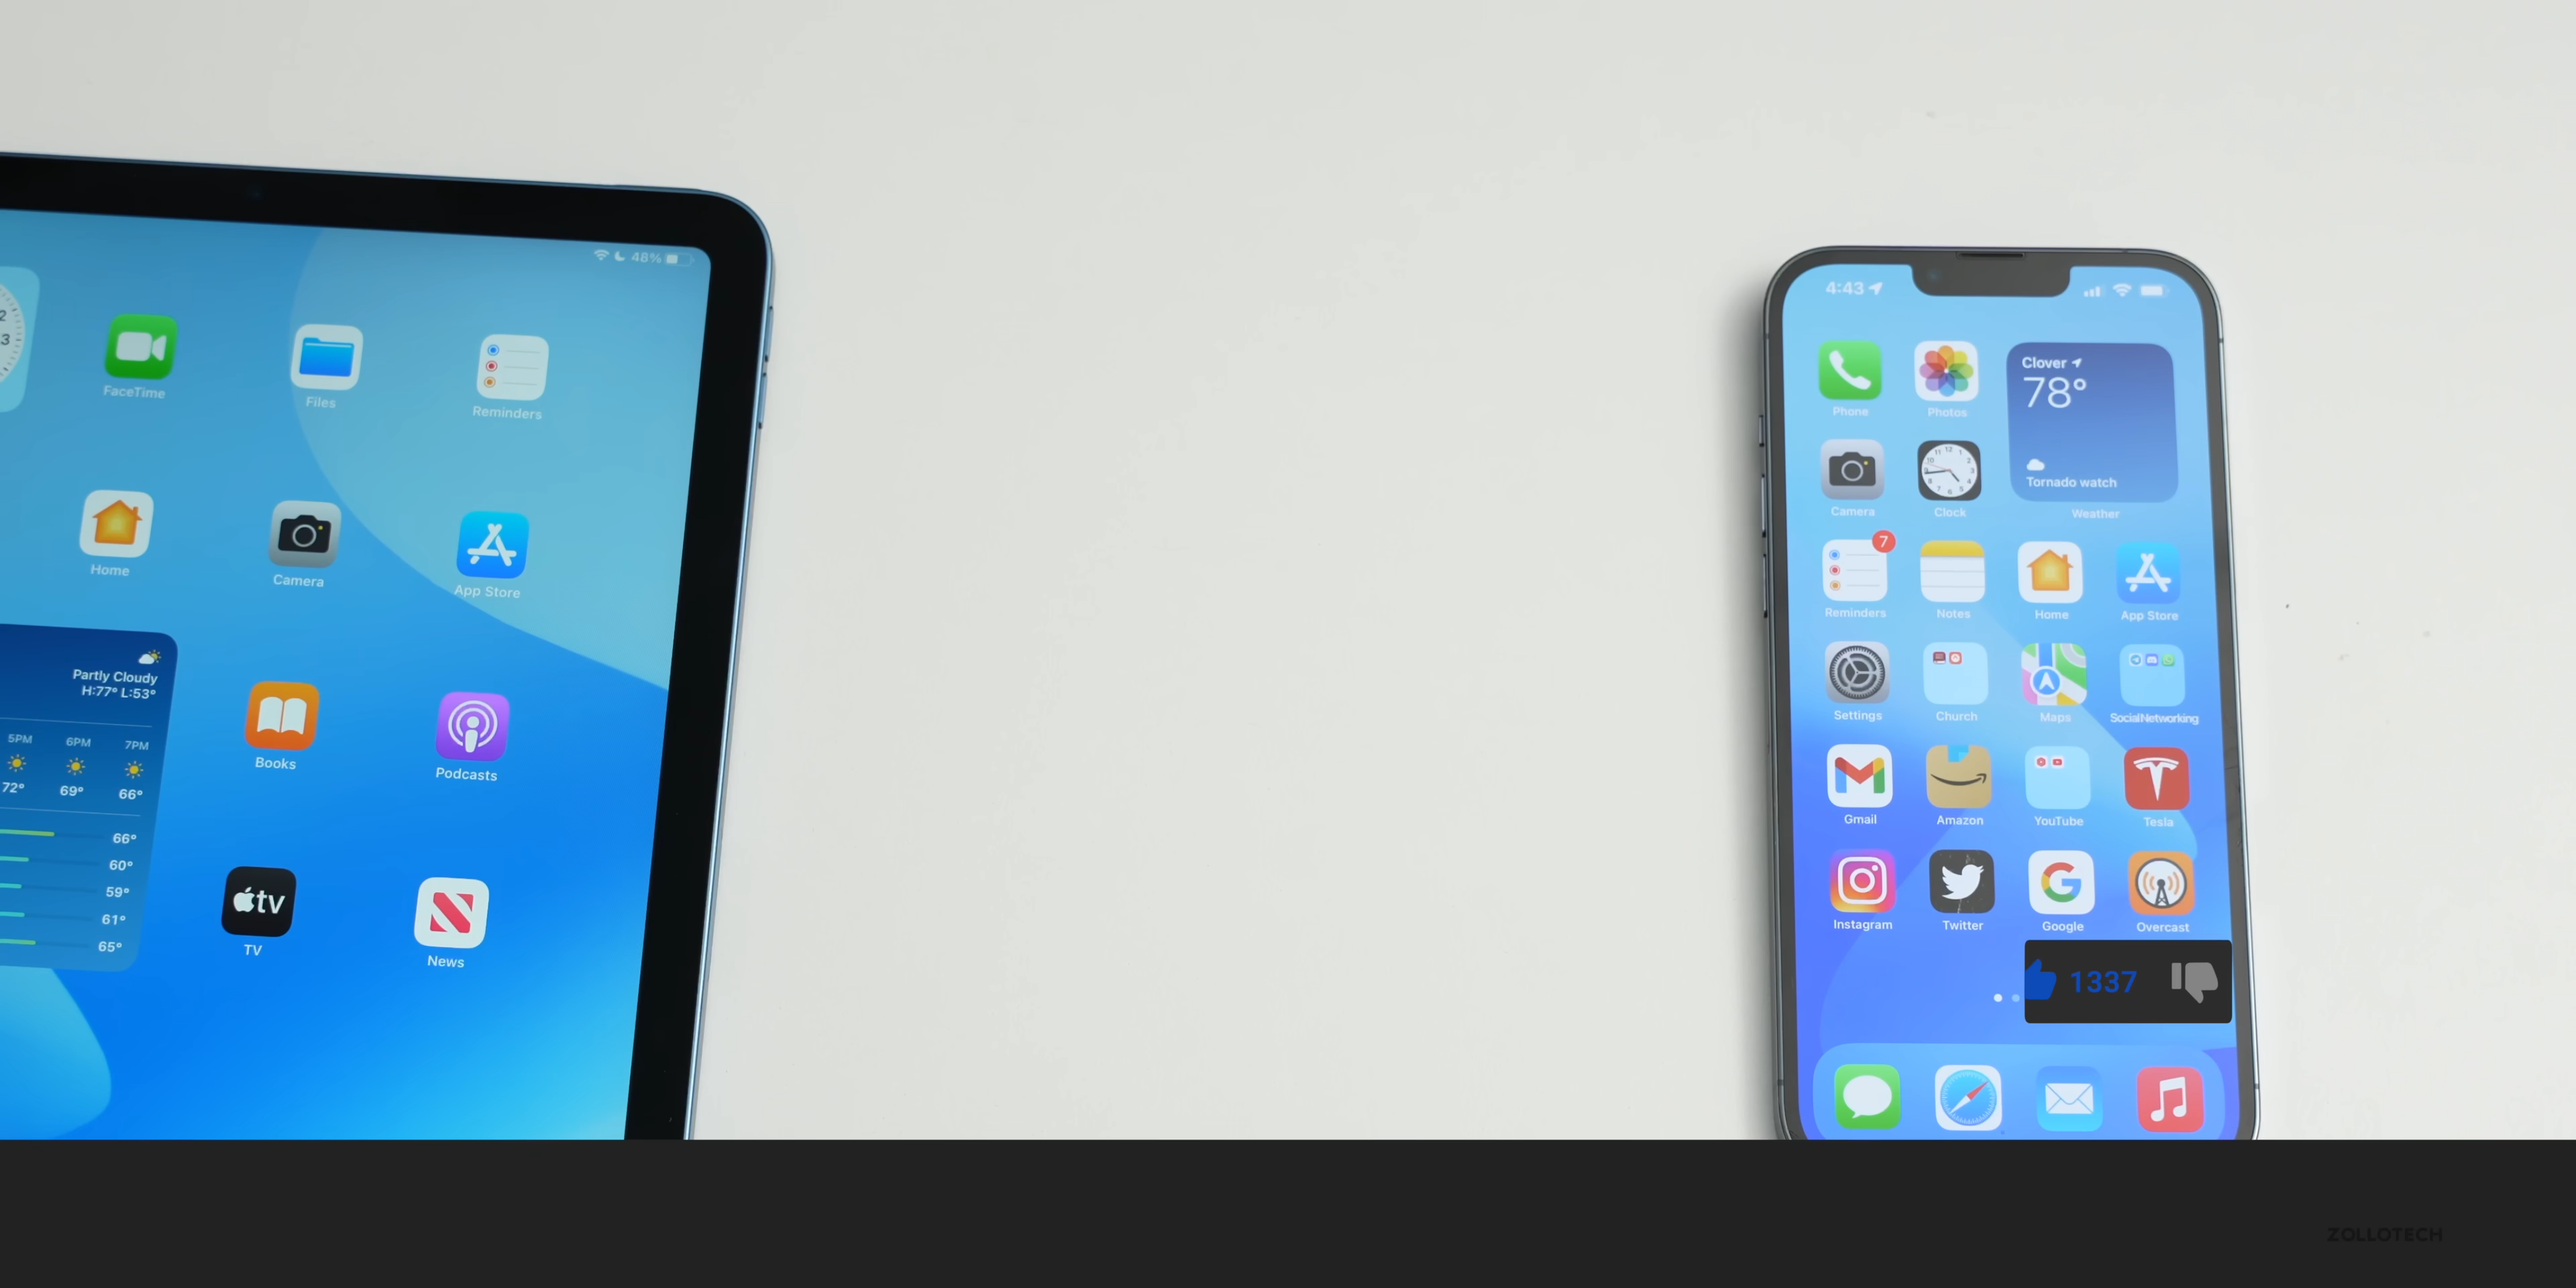 48%
2
3
FaceTime
Files
Reminders
Home
Camera
App Store
Partly Cloudy
H:77° L:53°
5PM 6PM 7PM
72° 69° 66°
66°
60°
59°
61°
65°
Books
Podcasts
tv
TV
News
4:43
Phone
Photos
Clover
78°
Tornado watch
Weather
Camera
Clock
7
Reminders
Notes
Home
App Store
Settings
Church
Maps
SocialNetworking
Gmail
Amazon
YouTube
Tesla
Instagram
Twitter
Google
Overcast
1337
ZOLLOTECH